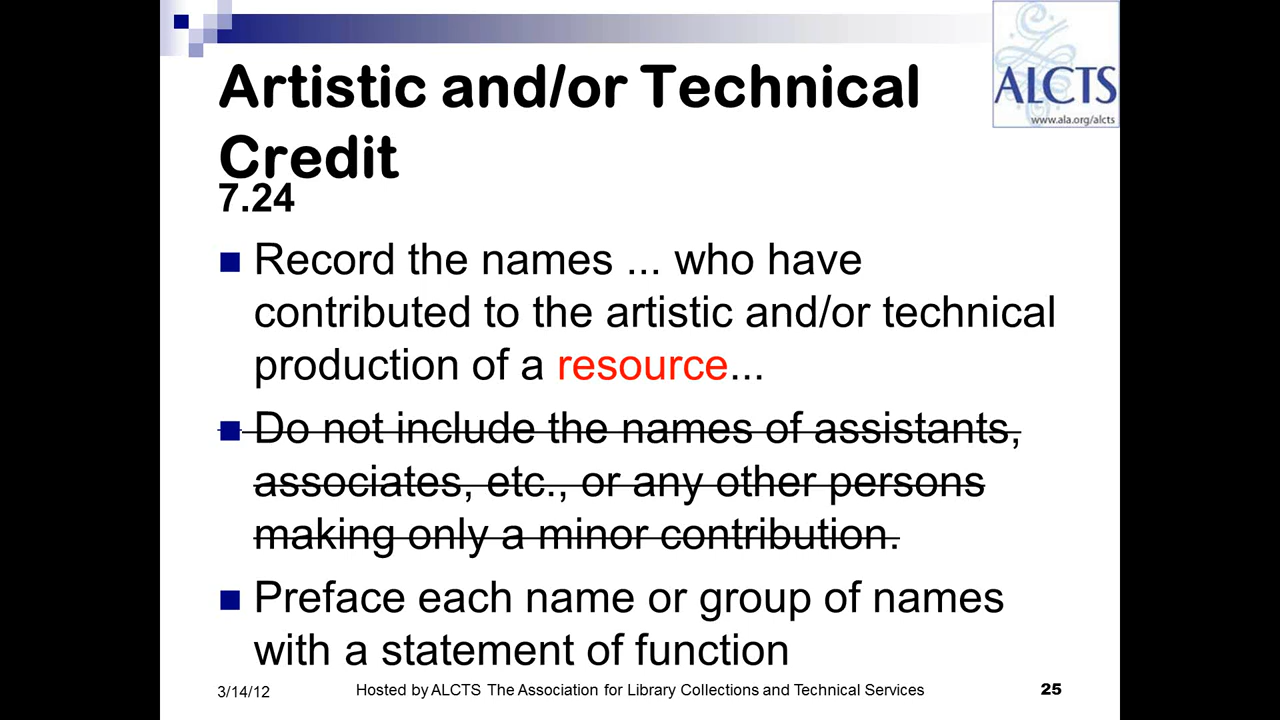 ALCTS
www.ala.org/alcts
Artistic and/or Technical
Credit
7.24
Record the names ... who have
contributed to the artistic and/or technical
production of a resource...
Do not include the names of assistants,
associates, etc., or any other persons
making only a minor contribution.
Preface each name or group of names
with a statement of function
3/14/12
Hosted by ALCTS The Association for Library Collections and Technical Services
25